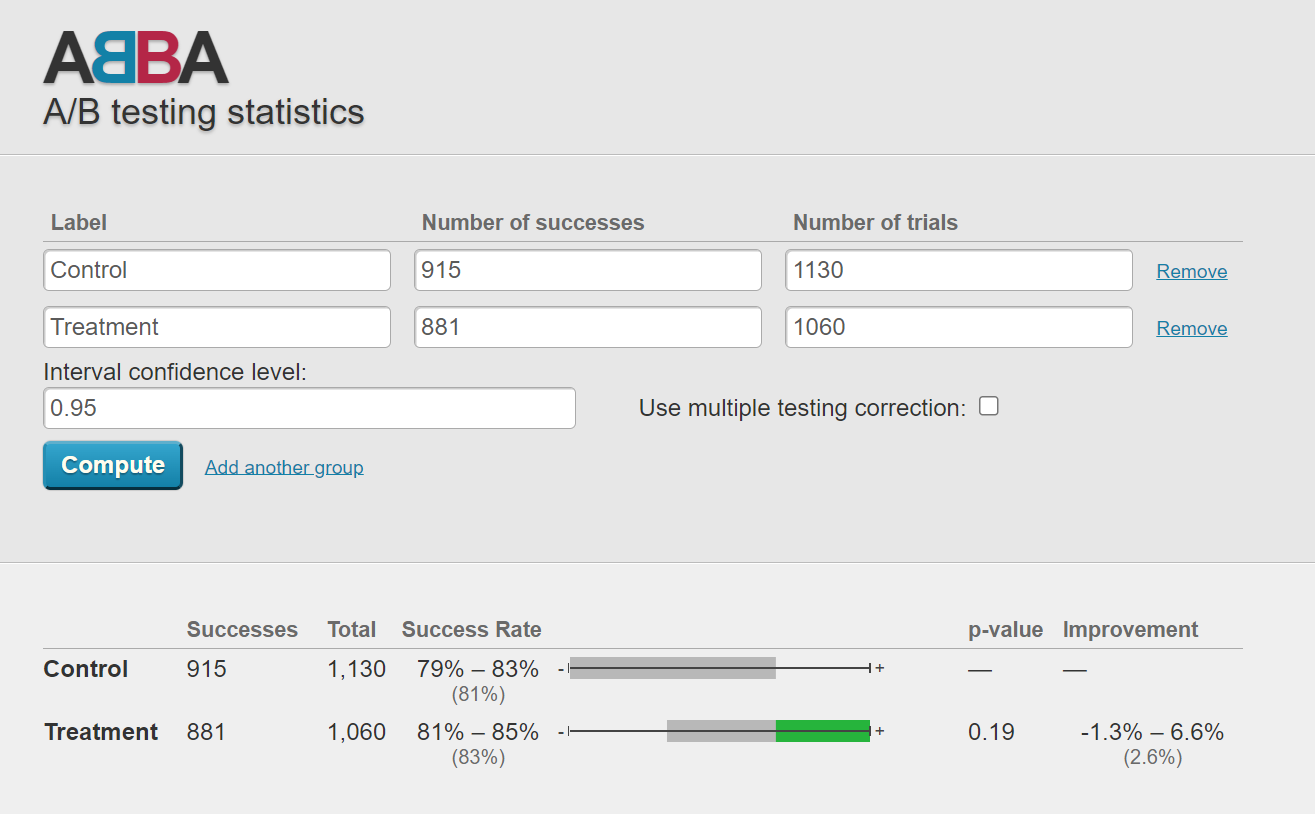 ABBA
A/B testing statistics
Label Number of successes Number of trials
Control 915 1130 Remove
Treatment 881 1060 Remove
Interval confidence level:
0.95 Use multiple testing correction:
Compute Add another group
Successes Total Success Rate p-value Improvement
Control 915 1,130 79% – 83% - + — —
(81%)
Treatment 881 1,060 81% – 85% - + 0.19 -1.3% – 6.6%
(83%) (2.6%)